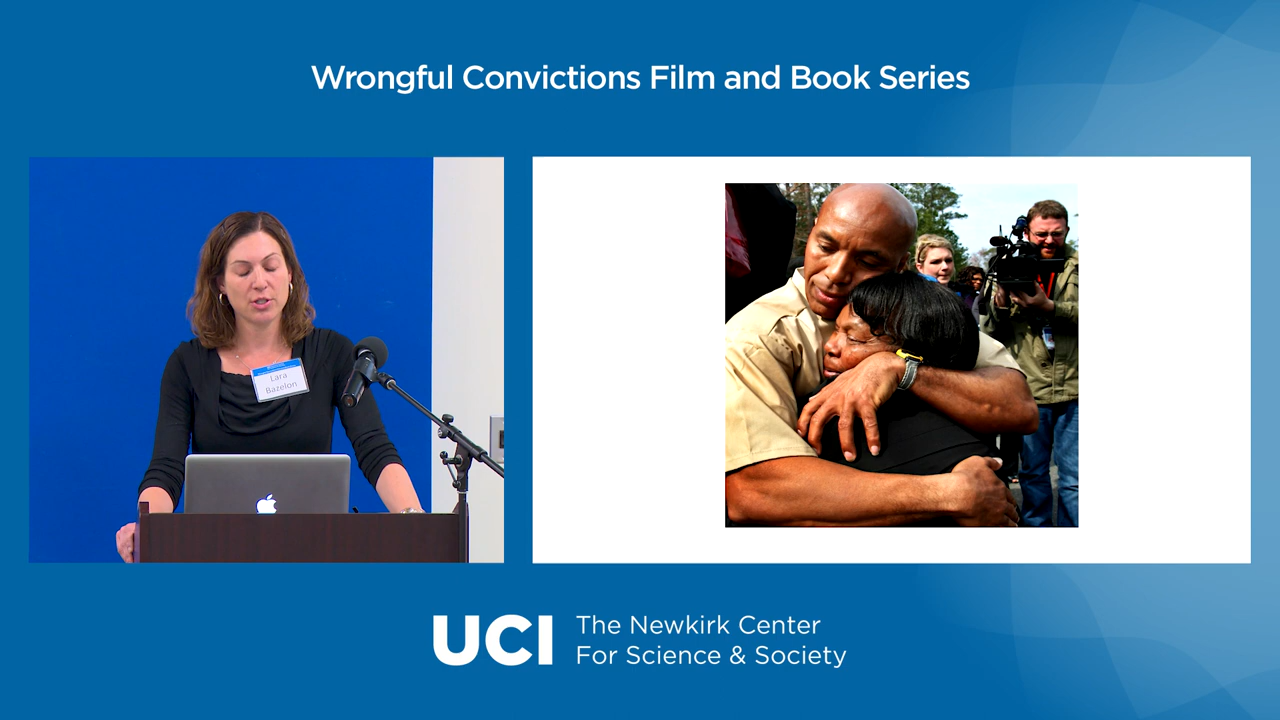 Wrongful Convictions Film and Book Series
Lara
Bazelon
UCI
The Newkirk Center
For Science & Society